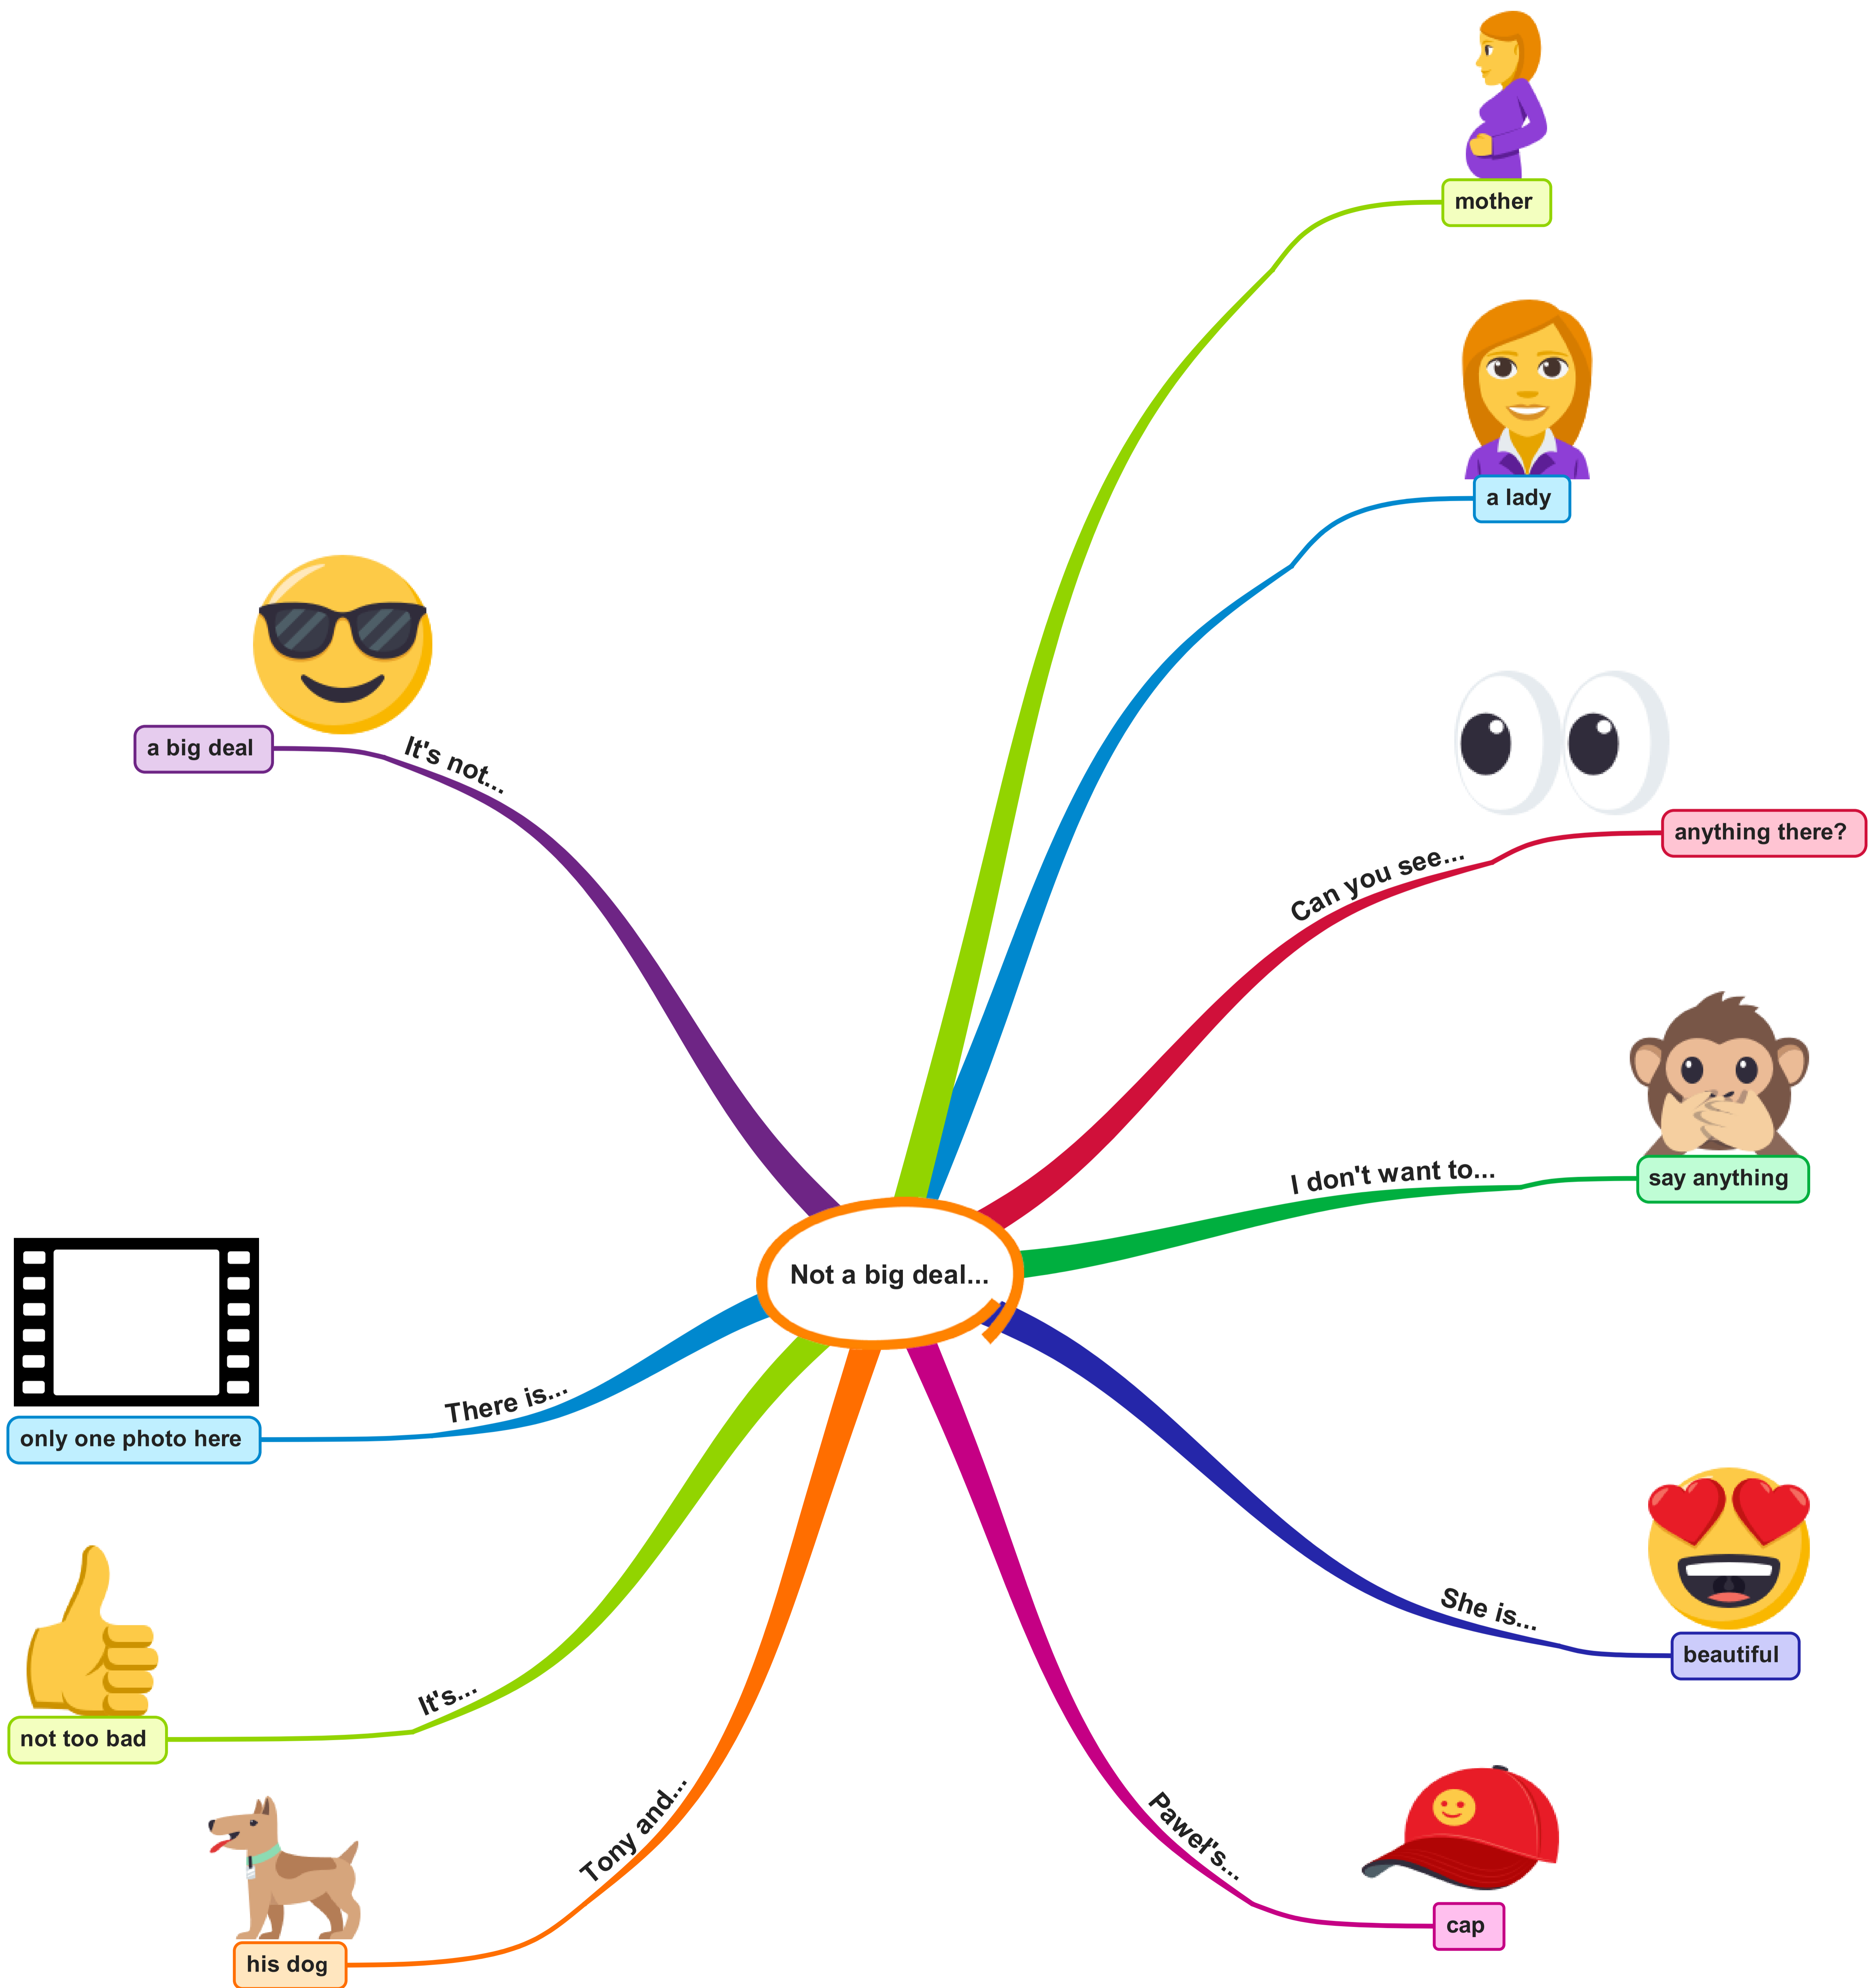 mother
a lady
It's not...
a big deal
Can you see...
anything there?
I don't want to...
say anything
Not a big deal...
There is...
only one photo here
She is...
beautiful
It's...
not too bad
Tony and...
his dog
Paweł's...
cap